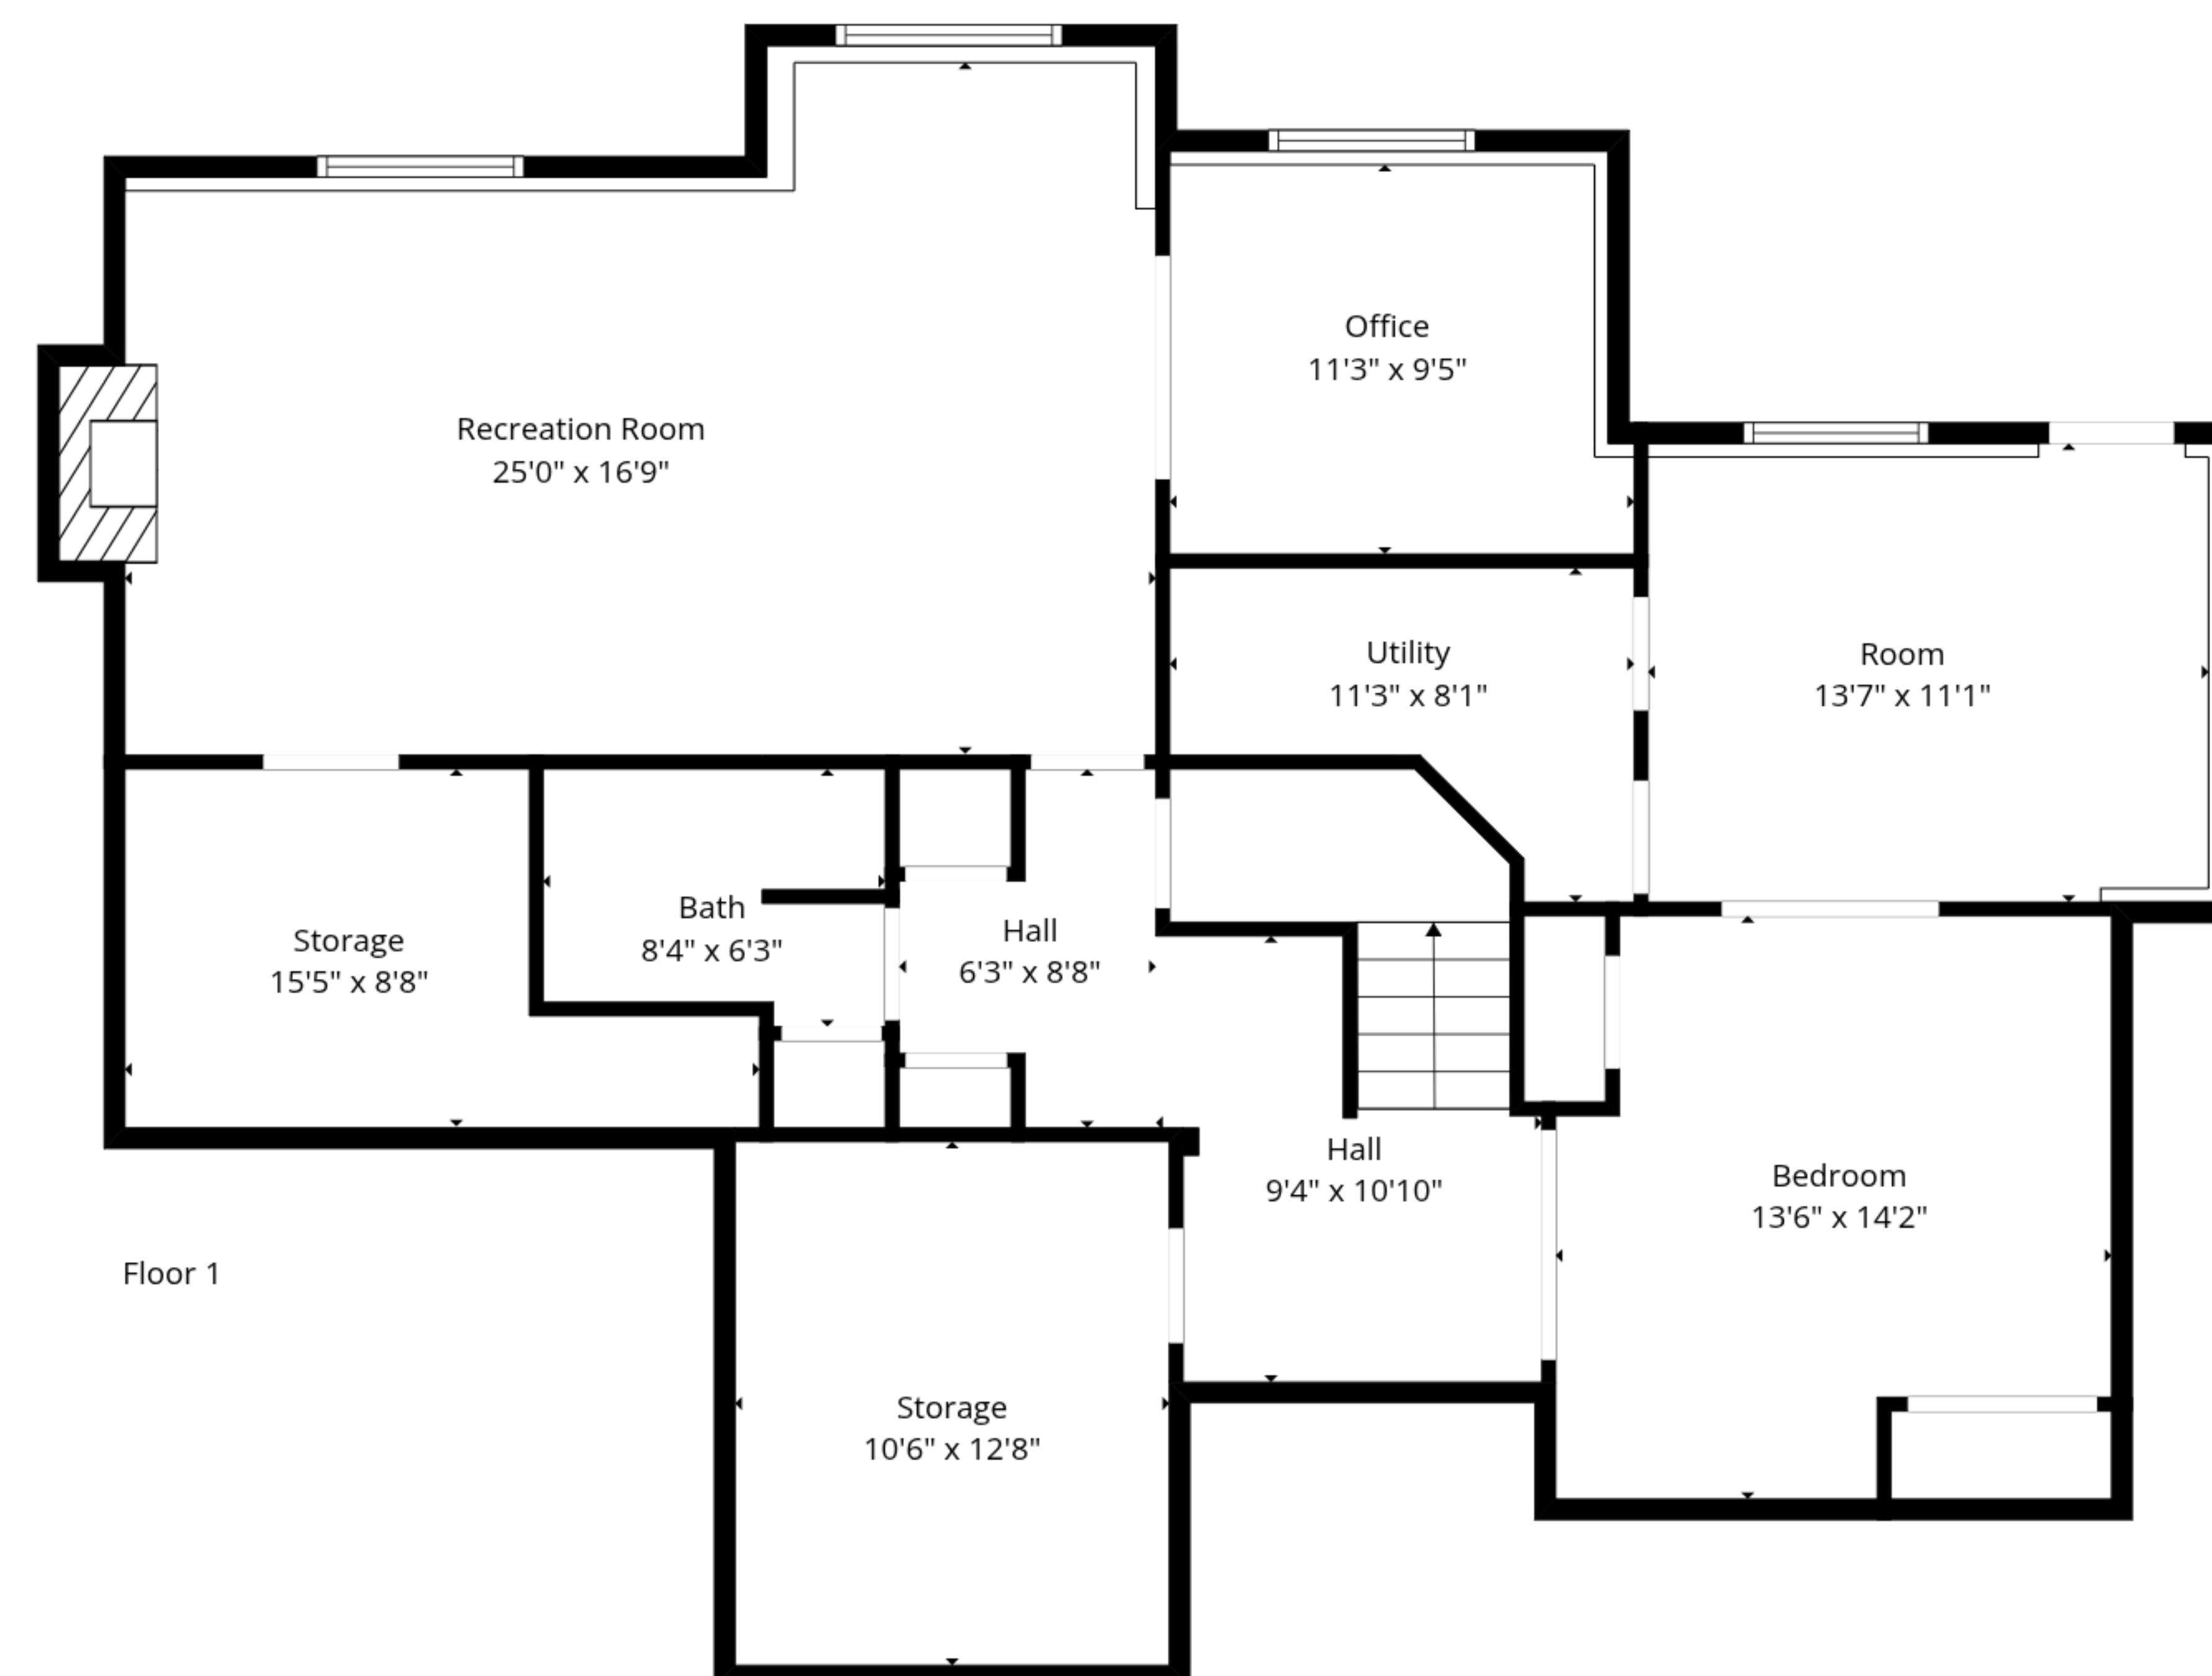 Office
11'3" x 9'5"
Recreation Room
25'0" x 16'9"
Utility
11'3" x 8'1"
Room
13'7" x 11'1"
Bath
8'4" x 6'3"
Hall
6'3" x 8'8"
Storage
15'5" x 8'8"
Hall
9'4" x 10'10"
Bedroom
13'6" x 14'2"
Floor 1
Storage
10'6" x 12'8"